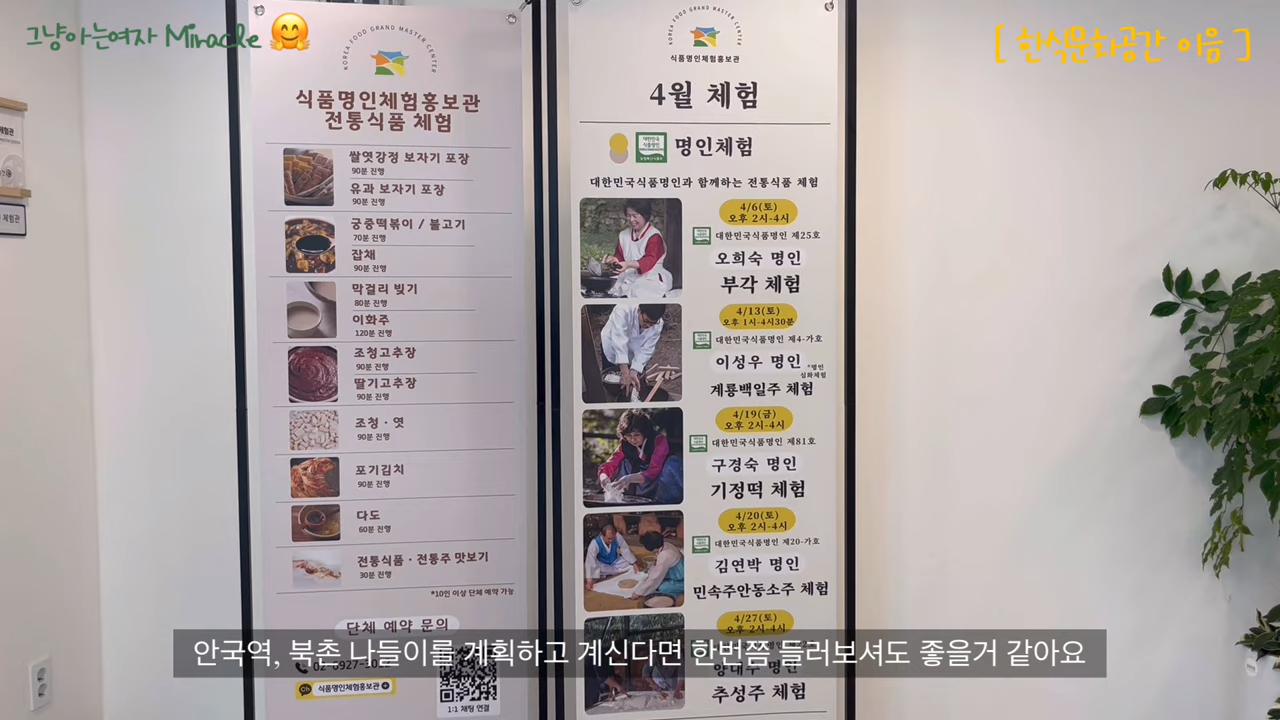 그냥아는여자 Miracle
[ 한식문화공간 이음 ]
KOREA FOOD GRAND MASTER CENTER
식품명인체험홍보관
전통식품 체험
쌀엿강정 보자기 포장
90분 진행
유과 보자기 포장
90분 진행
궁중떡볶이 / 불고기
70분 진행
잡채
90분 진행
막걸리 빚기
80분 진행
이화주
120분 진행
조청고추장
90분 진행
딸기고추장
90분 진행
조청 · 엿
90분 진행
포기김치
90분 진행
다도
60분 진행
전통식품 · 전통주 맛보기
30분 진행
*10인 이상 단체 예약 가능
단체 예약 문의
Ch 식품명인체험홍보관
1:1 채팅 연결
KOREA FOOD GRAND MASTER CENTER
식품명인체험홍보관
4월 체험
명인체험
대한민국식품명인과 함께하는 전통식품 체험
4/6(토)
오후 2시-4시
대한민국식품명인 제25호
오희숙 명인
부각 체험
4/13(토)
오후 1시-4시30분
대한민국식품명인 제4-가호
이성우 명인
*명인
심화체험
계룡백일주 체험
4/19(금)
오후 2시-4시
대한민국식품명인 제81호
구경숙 명인
기정떡 체험
4/20(토)
오후 2시-4시
대한민국식품명인 제20-가호
김연박 명인
민속주안동소주 체험
4/27(토)
오후 2시-4시
추성주 체험
체험관
안국역, 북촌 나들이를 계획하고 계신다면 한번쯤 들러보셔도 좋을거 같아요